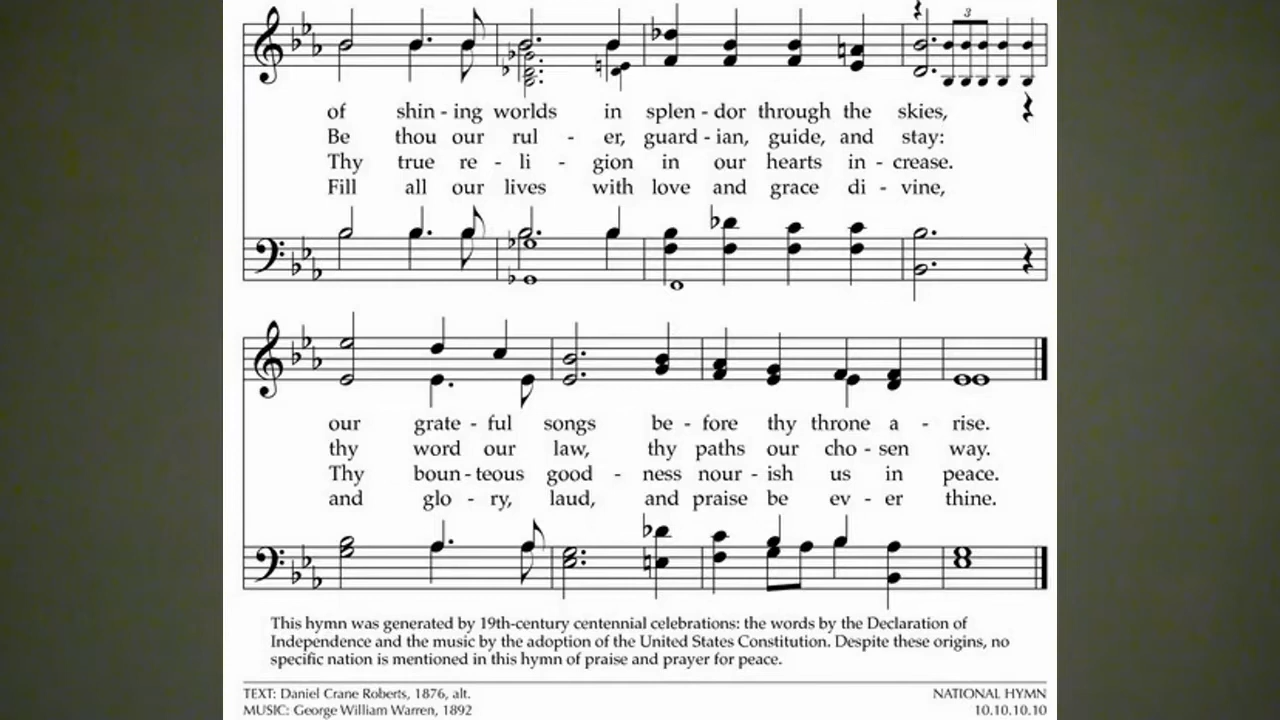 3
of shin - ing worlds in splen - dor through the skies,
Be thou our rul - er, guard - ian, guide, and stay:
Thy true re - li - gion in our hearts in - crease.
Fill all our lives with love and grace di - vine,
our grate - ful songs be - fore thy throne a - rise.
thy word our law, thy paths our cho - sen way.
Thy boun - teous good - ness nour - ish us in peace.
and glo - ry, laud, and praise be ev - er thine.
This hymn was generated by 19th-century centennial celebrations: the words by the Declaration of
Independence and the music by the adoption of the United States Constitution. Despite these origins, no
specific nation is mentioned in this hymn of praise and prayer for peace.
TEXT: Daniel Crane Roberts, 1876, alt.
MUSIC: George William Warren, 1892
NATIONAL HYMN
10.10.10.10